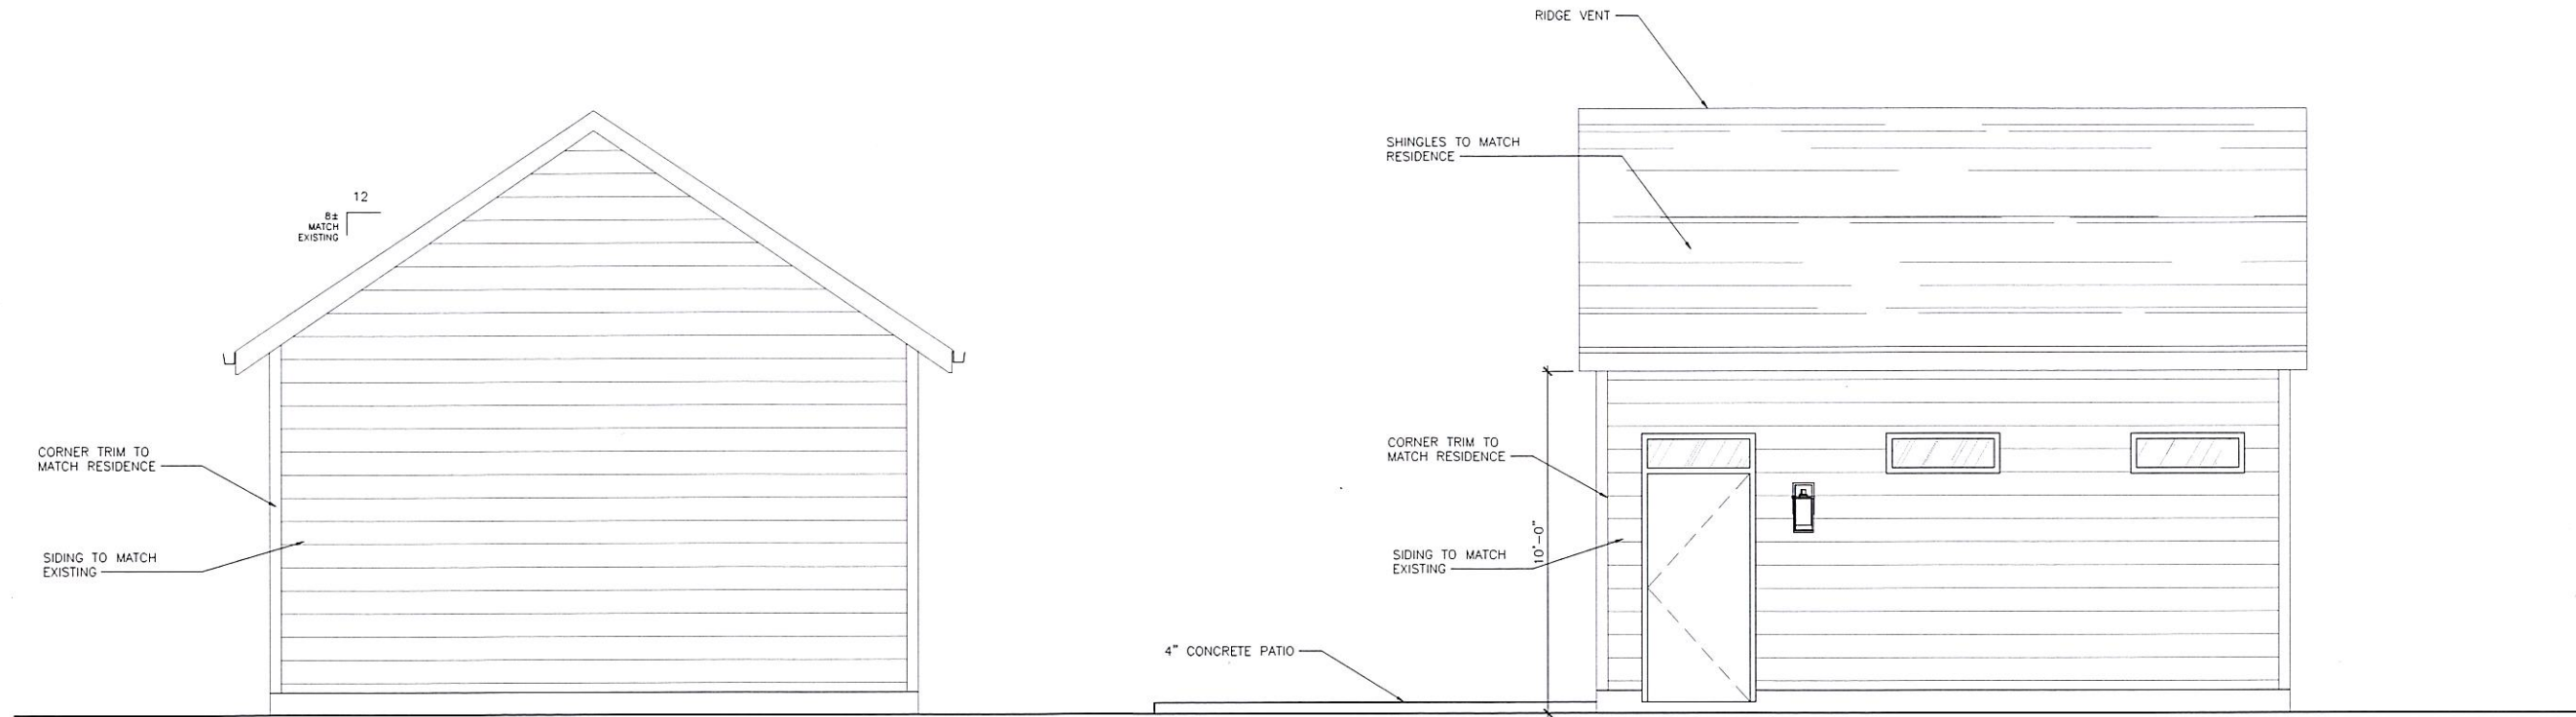 RIDGE VENT
SHINGLES TO MATCH
RESIDENCE
12
8±
MATCH
EXISTING
CORNER TRIM TO
MATCH RESIDENCE
SIDING TO MATCH
EXISTING
CORNER TRIM TO
MATCH RESIDENCE
10'-0"
SIDING TO MATCH
EXISTING
4" CONCRETE PATIO